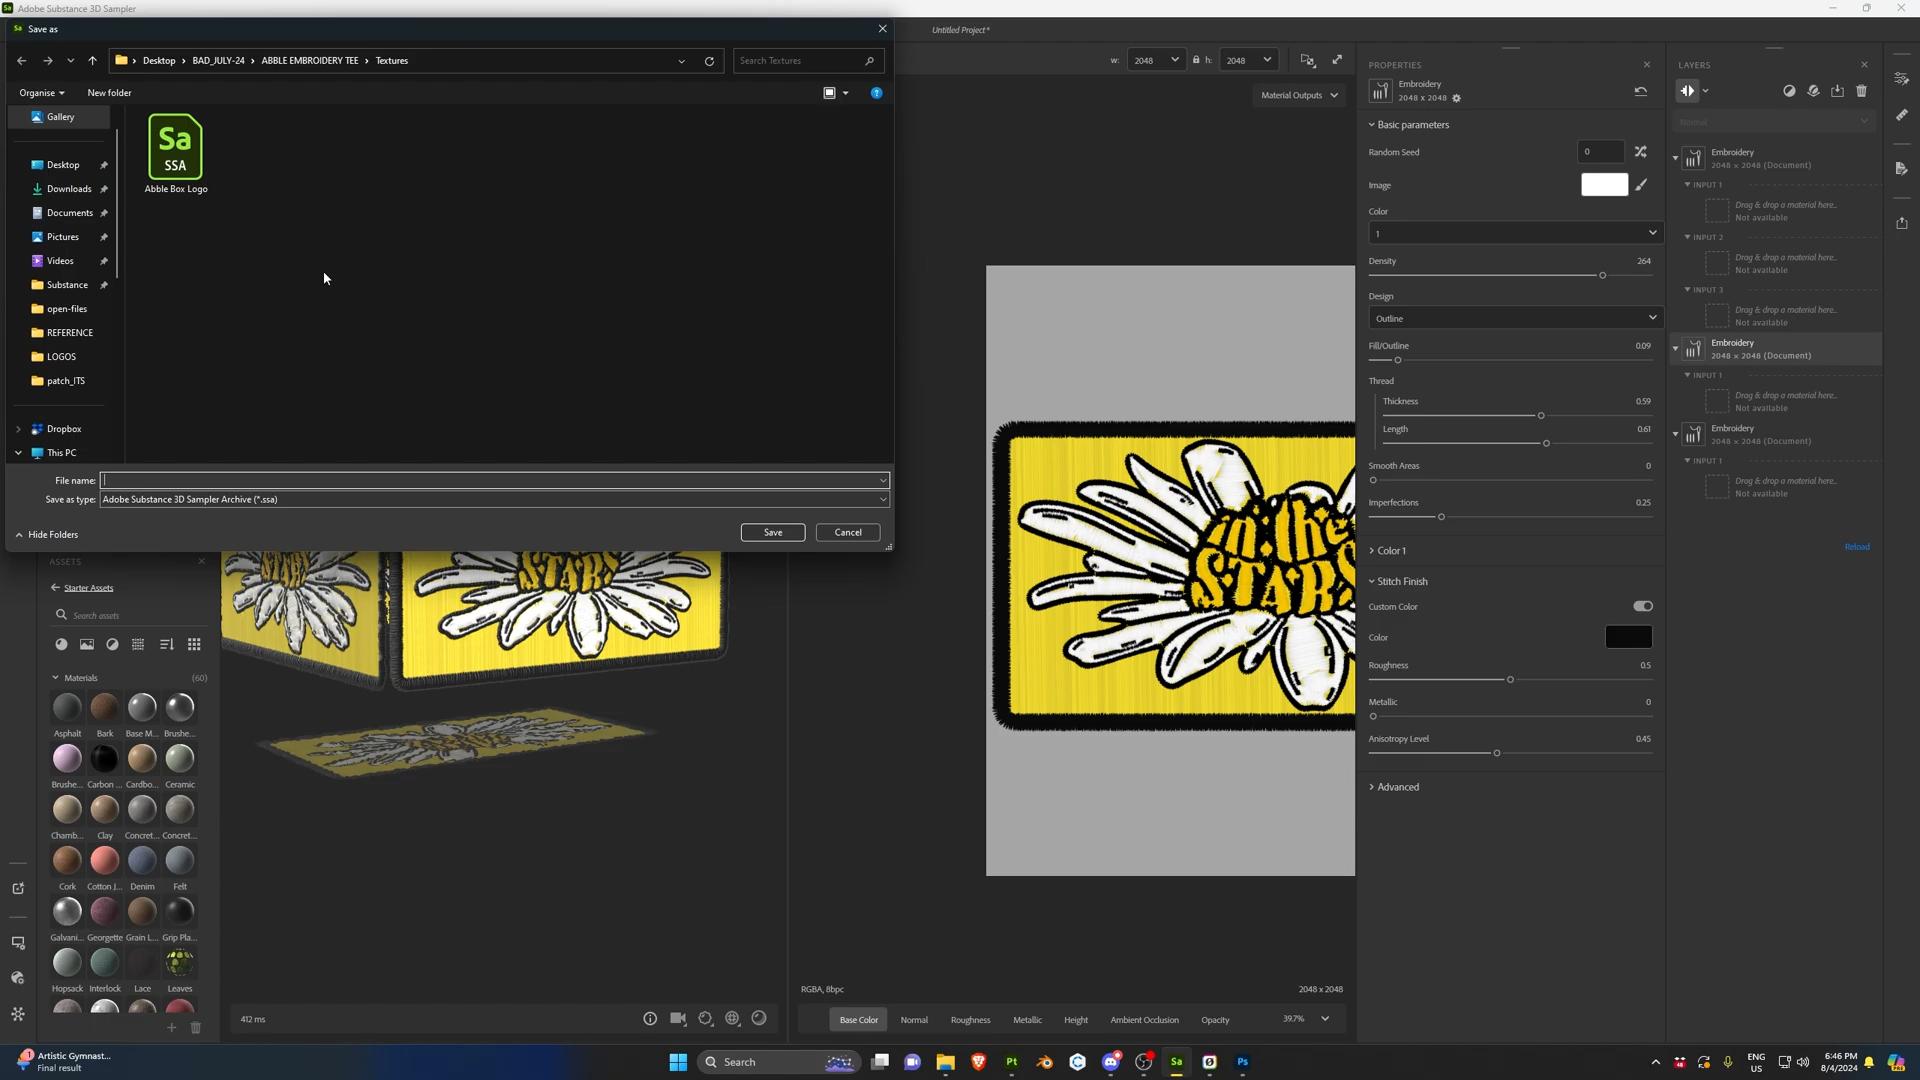 Adobe Substance 3D Sampler
Save as
Untitled Project*
Desktop > BAD_JULY-24 > ABBLE EMBROIDERY TEE > Textures
Search Textures
Organise
New folder
Gallery
Desktop
Downloads
Documents
Pictures
Videos
Substance
open-files
REFERENCE
LOGOS
patch_ITS
Dropbox
This PC
Sa
SSA
Abble Box Logo
File name:
Save as type: Adobe Substance 3D Sampler Archive (*.ssa)
Hide Folders
Save
Cancel
w: 2048
h: 2048
Material Outputs
ASSETS
Starter Assets
Search assets
Materials (60)
Asphalt Bark Base M... Brushe...
Brushe... Carbon ... Cardbo... Ceramic
Chamb... Clay Concret... Concret...
Cork Cotton J... Denim Felt
Galvani... Georgette Grain L... Grip Pla...
Hopsack Interlock Lace Leaves
STARS
STARS
in the
STARS
412 ms
RGBA, 8bpc
2048 x 2048
Base Color Normal Roughness Metallic Height Ambient Occlusion Opacity 39.7%
PROPERTIES
Embroidery
2048 x 2048
Basic parameters
Random Seed 0
Image
Color
1
Density 264
Design
Outline
Fill/Outline 0.09
Thread
Thickness 0.59
Length 0.61
Smooth Areas 0
Imperfections 0.25
Color 1
Stitch Finish
Custom Color
Color
Roughness 0.5
Metallic 0
Anisotropy Level 0.45
Advanced
LAYERS
Normal
Embroidery
2048 x 2048 (Document)
INPUT 1
Drag & drop a material here...
Not available
INPUT 2
Drag & drop a material here...
Not available
INPUT 3
Drag & drop a material here...
Not available
Embroidery
2048 x 2048 (Document)
INPUT 1
Drag & drop a material here...
Not available
Embroidery
2048 x 2048 (Document)
INPUT 1
Drag & drop a material here...
Not available
Reload
Artistic Gymnast...
Final result
Search
Pt
Sa
Ps
ENG
US
6:46 PM
8/4/2024